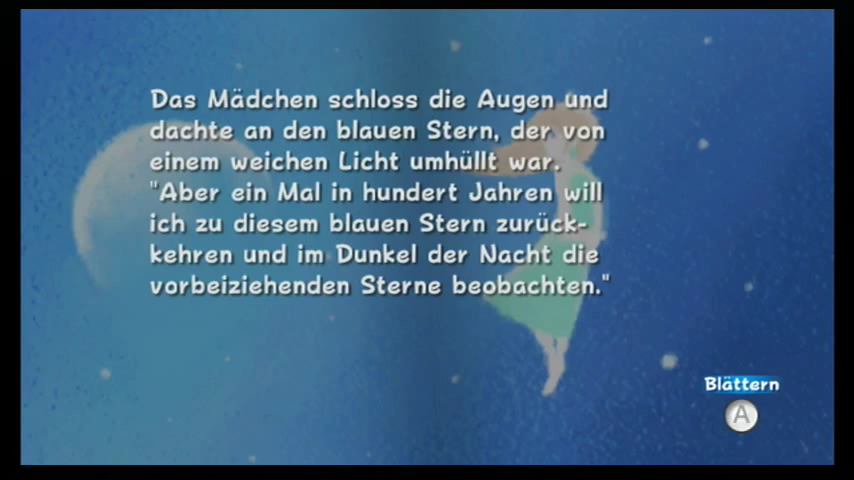 Das Mädchen schloss die Augen und
dachte an den blauen Stern, der von
einem weichen Licht umhüllt war.
"Aber ein Mal in hundert Jahren will
ich zu diesem blauen Stern zurück-
kehren und im Dunkel der Nacht die
vorbeiziehenden Sterne beobachten."
Blättern
A